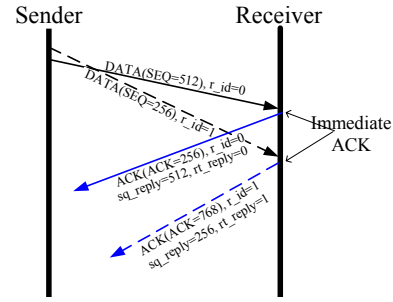 Sender
Receiver
DATA(SEQ=512), r_id=0
DATA(SEQ=256), r_id=1
Immediate
ACK
ACK(ACK=256), r_id=0
sq_reply=512, rt_reply=0
ACK(ACK=768), r_id=1
sq_reply=256, rt_reply=1